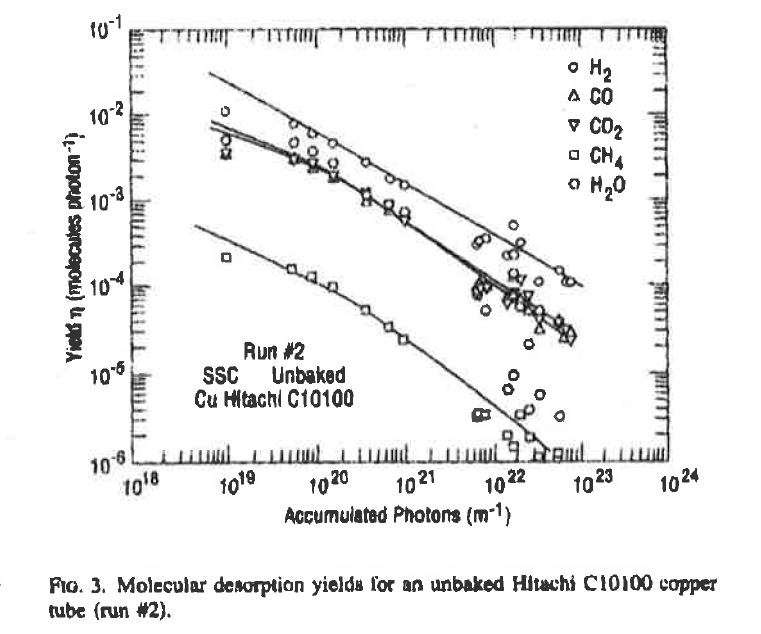 10⁻¹
10⁻²
10⁻³
10⁻⁴
10⁻⁵
10⁻⁶
Yield η (molecules photon⁻¹)
H₂
CO
CO₂
CH₄
H₂O
Run #2
SSC Unbaked
Cu Hitachi C10100
10¹⁸ 10¹⁹ 10²⁰ 10²¹ 10²² 10²³ 10²⁴
Accumulated Photons (m⁻¹)
FIG. 3. Molecular desorption yields for an unbaked Hitachi C10100 copper
tube (run #2).